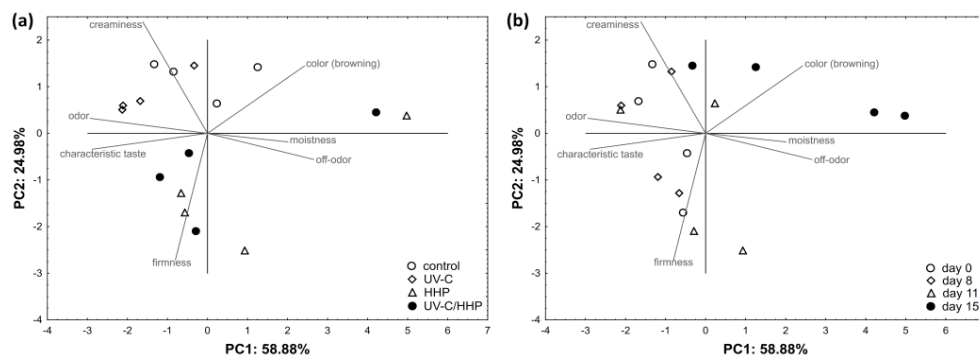 (a)
creaminess
color (browning)
odor
moistness
characteristic taste
off-odor
firmness
control
UV-C
HHP
UV-C/HHP
2
1
0
-1
-2
-3
-4
-4 -3 -2 -1 0 1 2 3 4 5 6 7
PC2: 24.98%
PC1: 58.88%
(b)
creaminess
color (browning)
odor
moistness
characteristic taste
off-odor
firmness
day 0
day 8
day 11
day 15
2
1
0
-1
-2
-3
-4
-4 -3 -2 -1 0 1 2 3 4 5 6 7
PC2: 24.98%
PC1: 58.88%